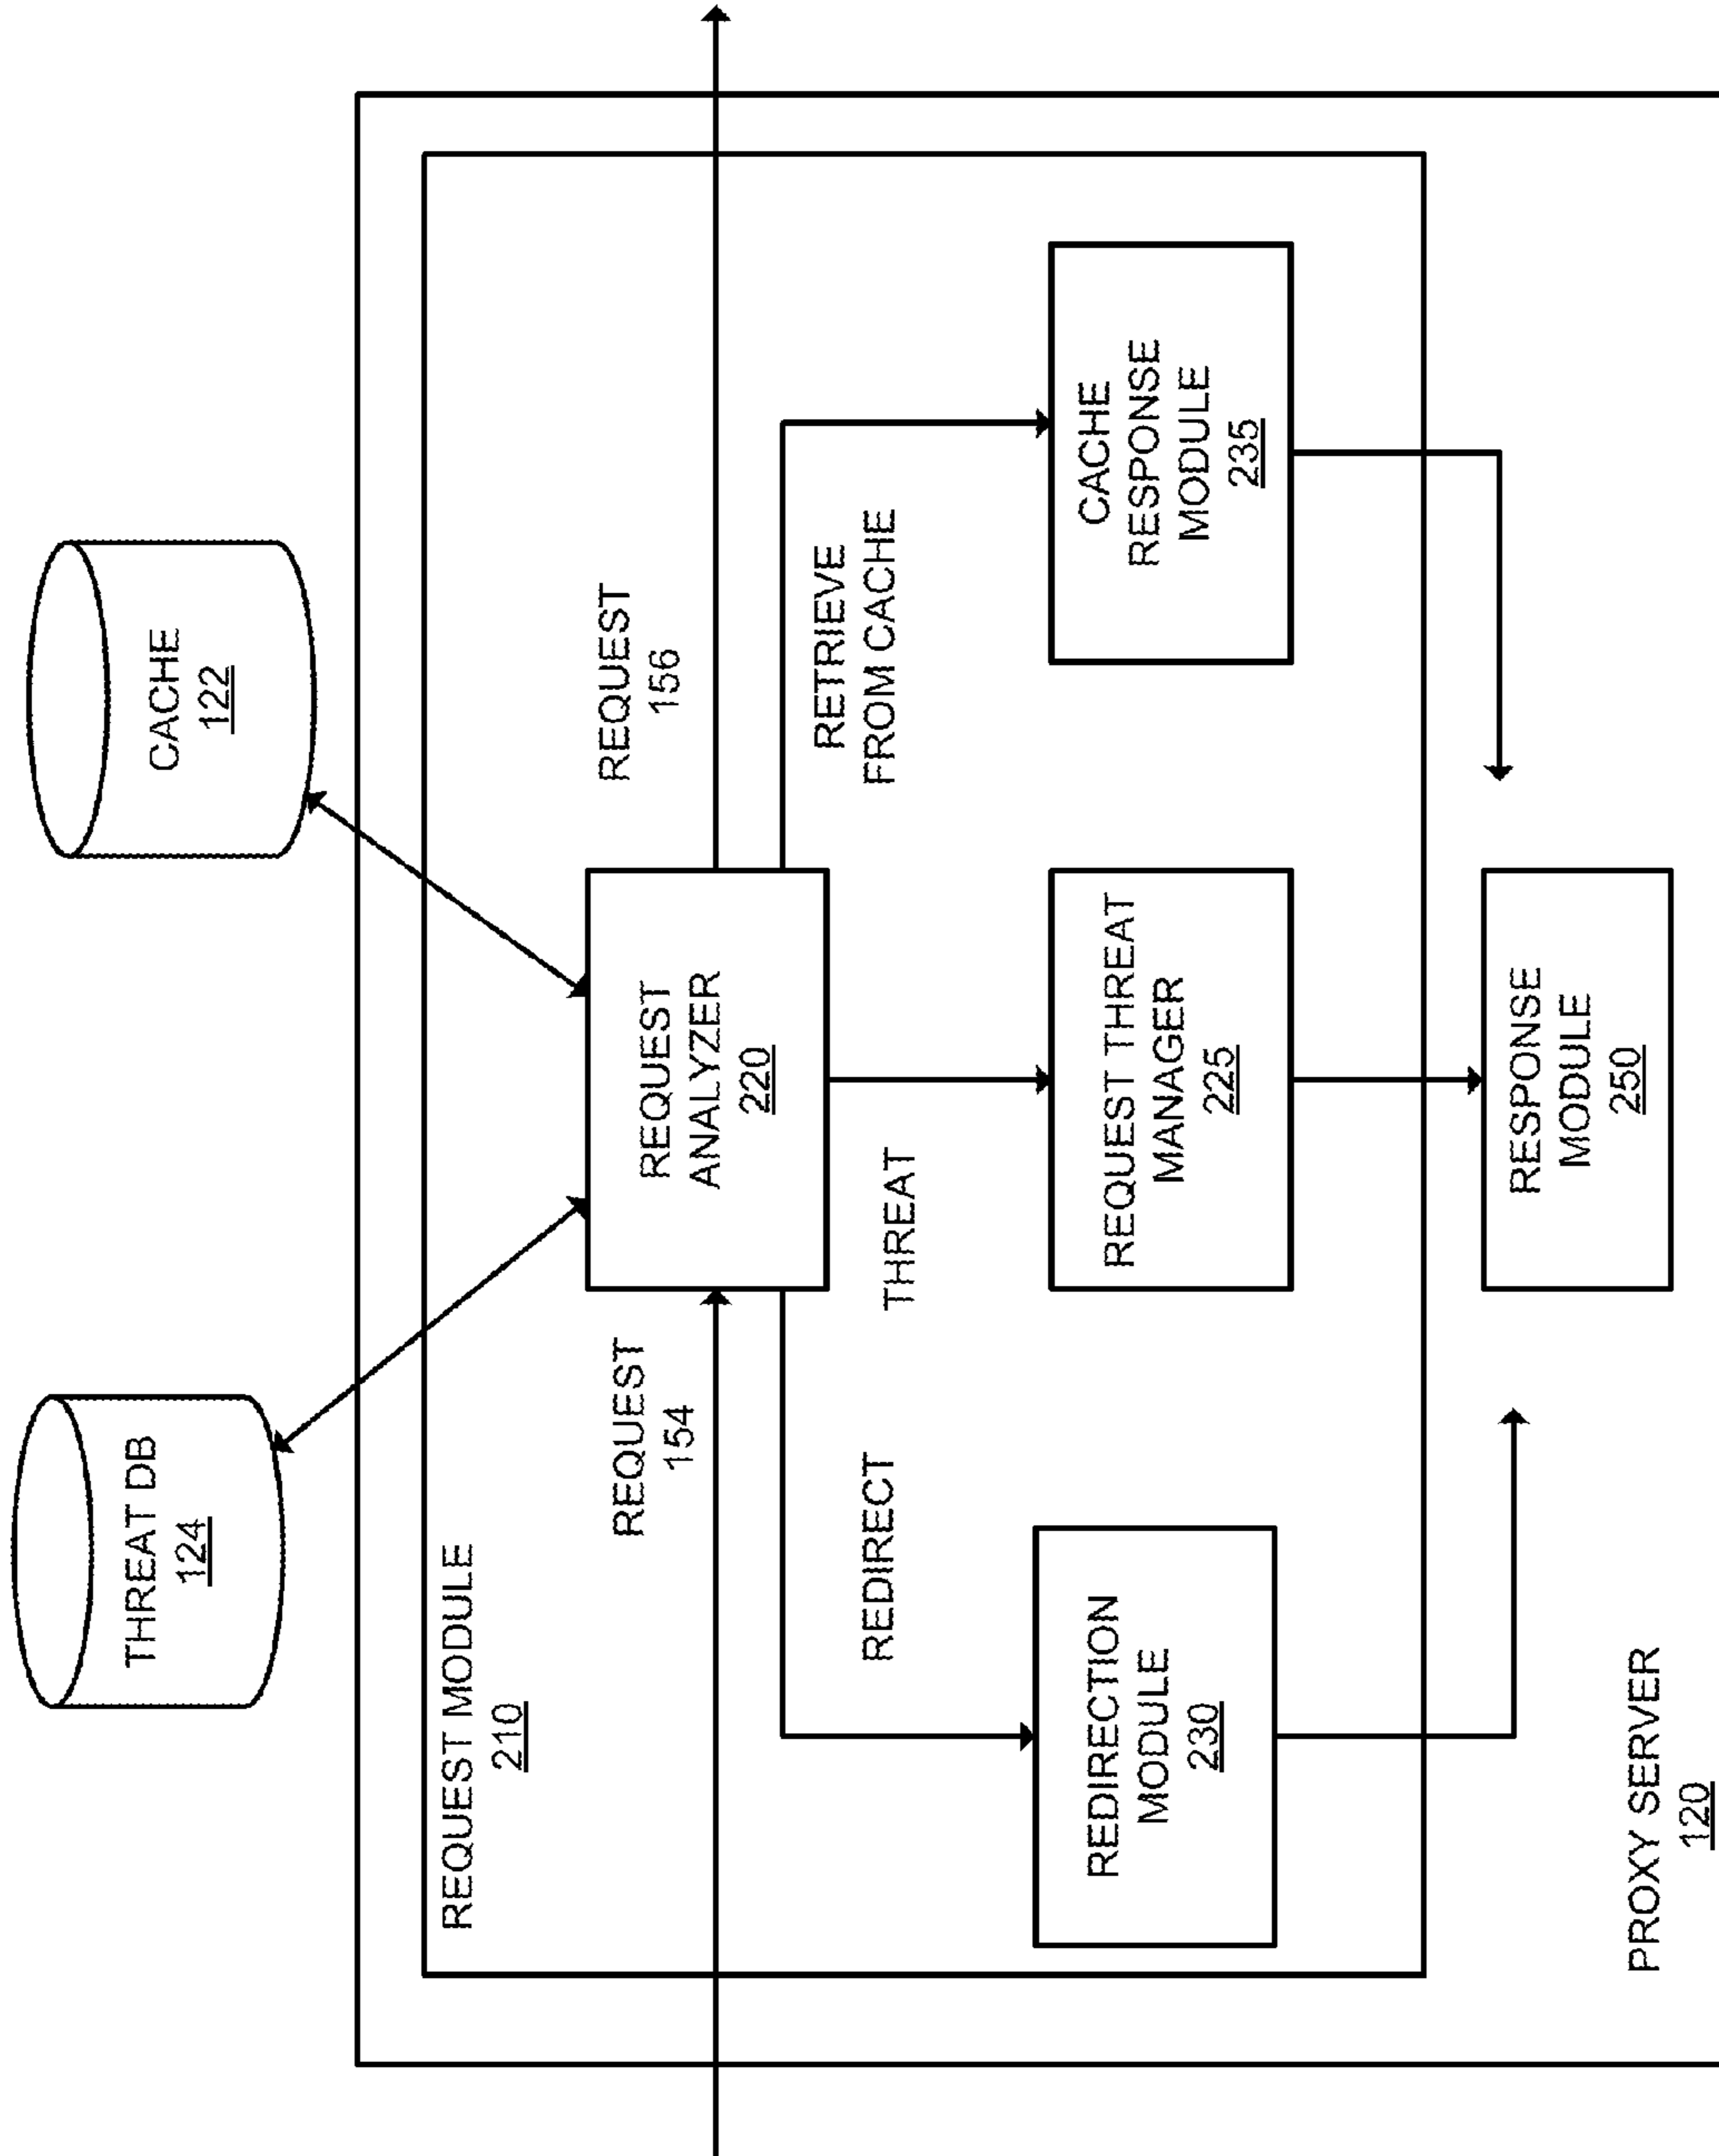 THREAT DB
124
CACHE
122
REQUEST MODULE
210
REQUEST
154
REQUEST
156
REQUEST
ANALYZER
220
REDIRECT
THREAT
RETRIEVE
FROM CACHE
REDIRECTION
MODULE
230
REQUEST THREAT
MANAGER
225
CACHE
RESPONSE
MODULE
235
RESPONSE
MODULE
250
PROXY SERVER
120